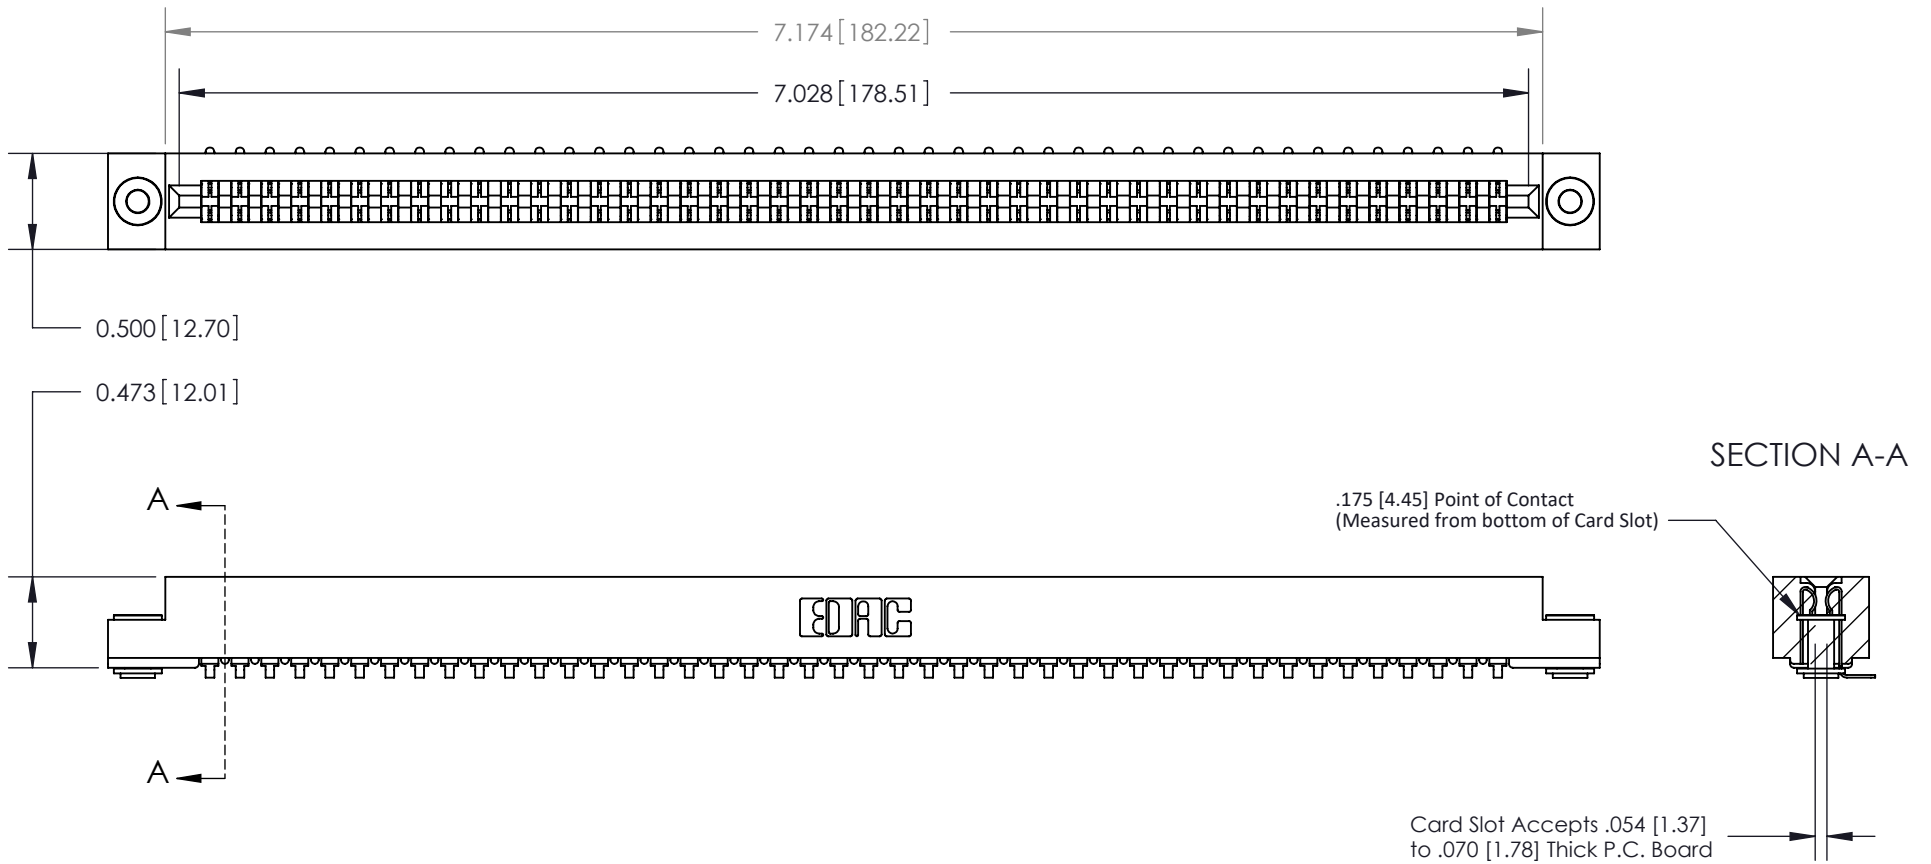 7.174[182.22]
7.028[178.51]
0.500[12.70]
0.473[12.01]
SECTION A-A
A
.175 [4.45] Point of Contact
(Measured from bottom of Card Slot)
EDAC
A
Card Slot Accepts .054 [1.37]
to .070 [1.78] Thick P.C. Board